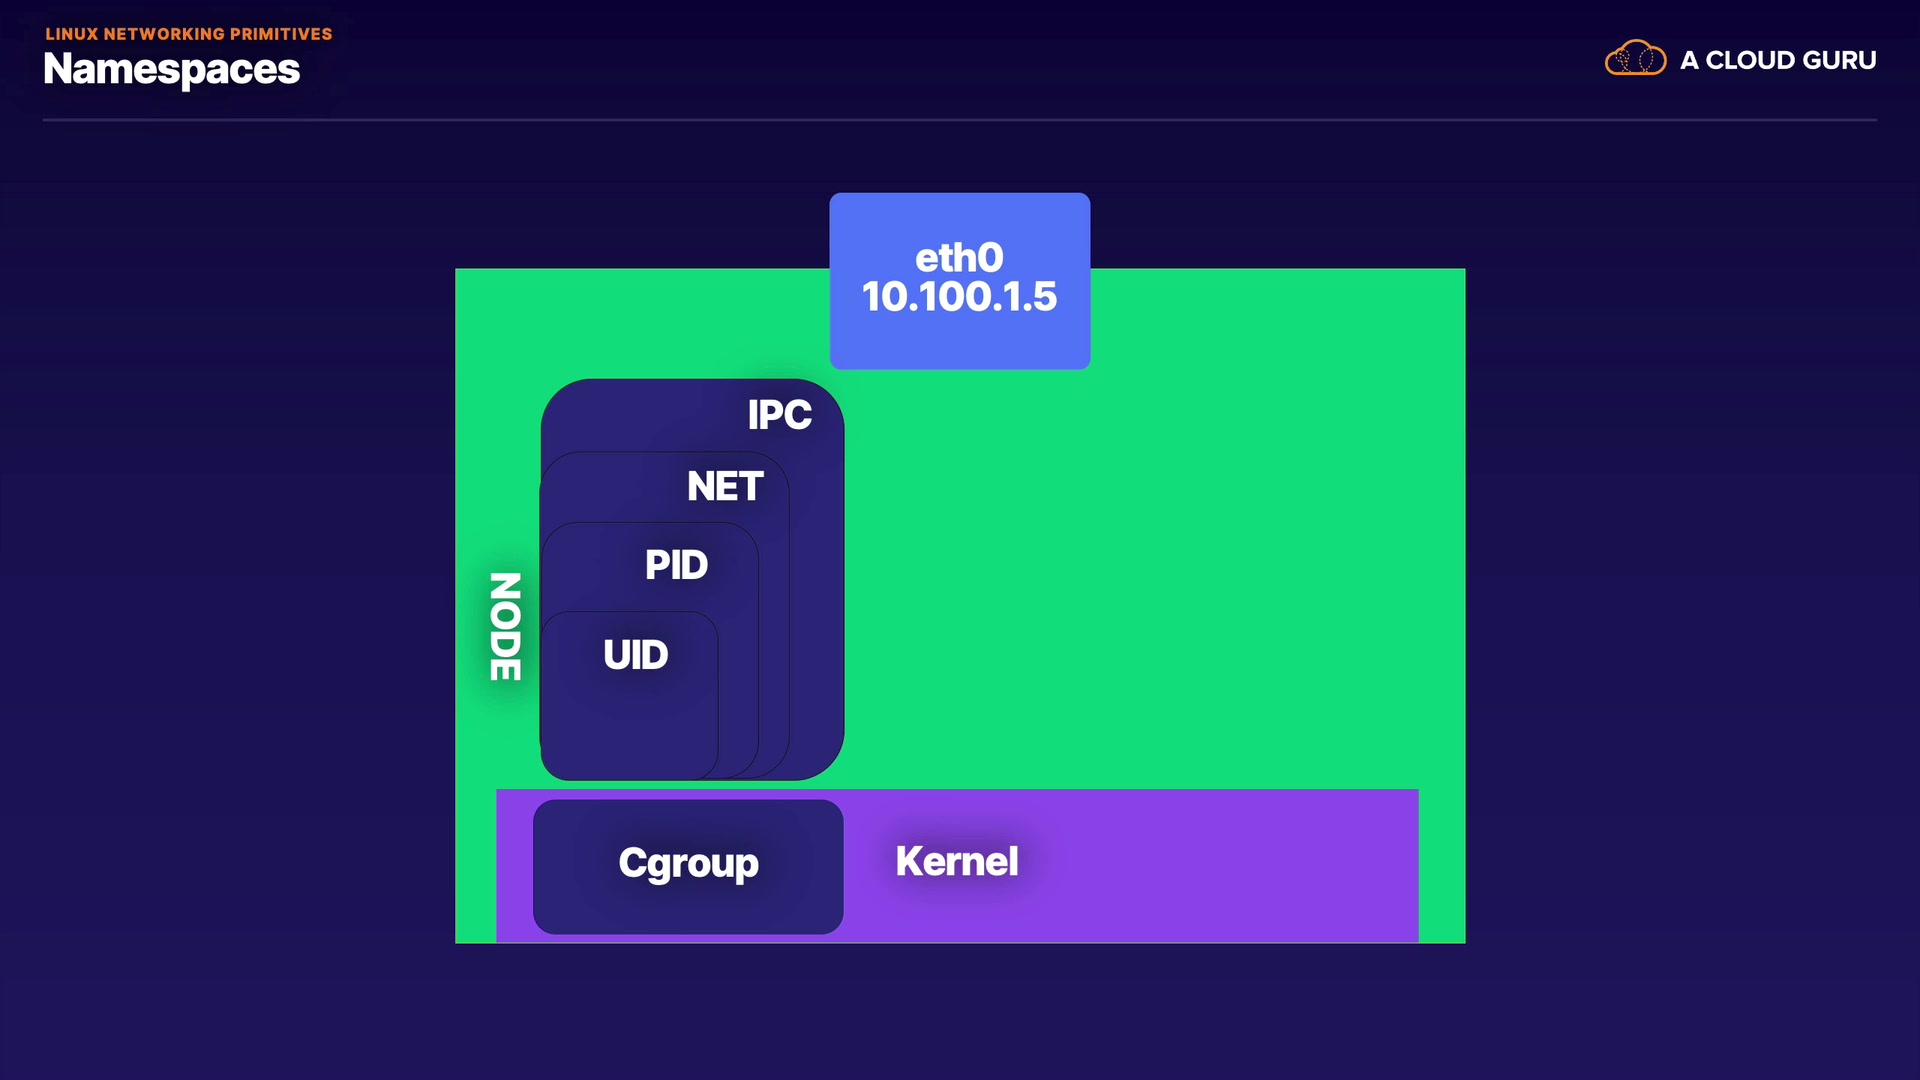 LINUX NETWORKING PRIMITIVES
Namespaces
A CLOUD GURU
eth0
10.100.1.5
IPC
NET
PID
UID
NODE
Cgroup
Kernel